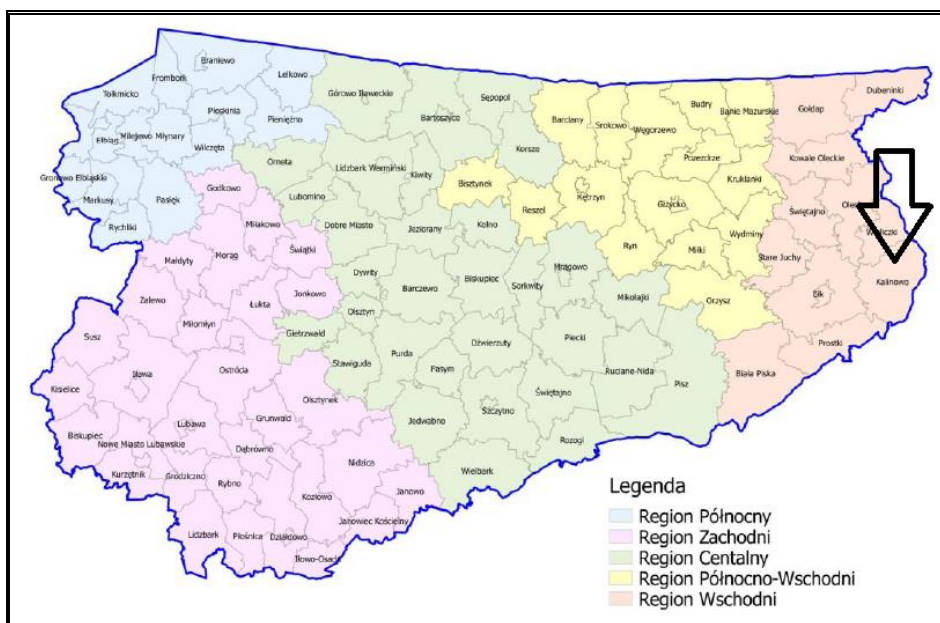 Braniewo
Dubeninki
Frombork
Lelkowo
Tolkmicko
Górowo Iławeckie
Sępopol
Budry
Banie Mazurskie
Gołdap
Płoskinia
Pieniężno
Bartoszyce
Barciany
Srokowo
Węgorzewo
Elbląg
Milejewo
Młynary
Wilczęta
Korsze
Pozezdrze
Kowale Oleckie
Orneta
Lidzbark Warmiński
Kiwity
Bisztynek
Kruklanki
Gronowo Elbląskie
Godkowo
Kętrzyn
Markusy
Pasłęk
Lubomino
Reszel
Giżycko
Świętajno
Rychliki
Miłakowo
Dobre Miasto
Jeziorany
Kolno
Wydminy
Świątki
Ryn
Miłki
Stare Juchy
Małdyty
Morąg
Dywity
Mrągowo
Kalinowo
Zalewo
Łukta
Jonkowo
Barczewo
Biskupiec
Sorkwity
Mikołajki
Orzysz
Ełk
Miłomłyn
Olsztyn
Susz
Gietrzwałd
Dźwierzuty
Piecki
Prostki
Stawiguda
Purda
Pasym
Ruciane-Nida
Biała Piska
Kisielice
Iława
Ostróda
Pisz
Olsztynek
Świętajno
Jedwabno
Szczytno
Lubawa
Grunwald
Biskupiec
Nowe Miasto Lubawskie
Dąbrówno
Rozogi
Kurzętnik
Grodziczno
Rybno
Nidzica
Wielbark
Kozłowo
Janowo
Janowiec Kościelny
Lidzbark
Płośnica
Działdowo
Iłowo-Osada
Legenda
Region Północny
Region Zachodni
Region Centalny
Region Północno-Wschodni
Region Wschodni